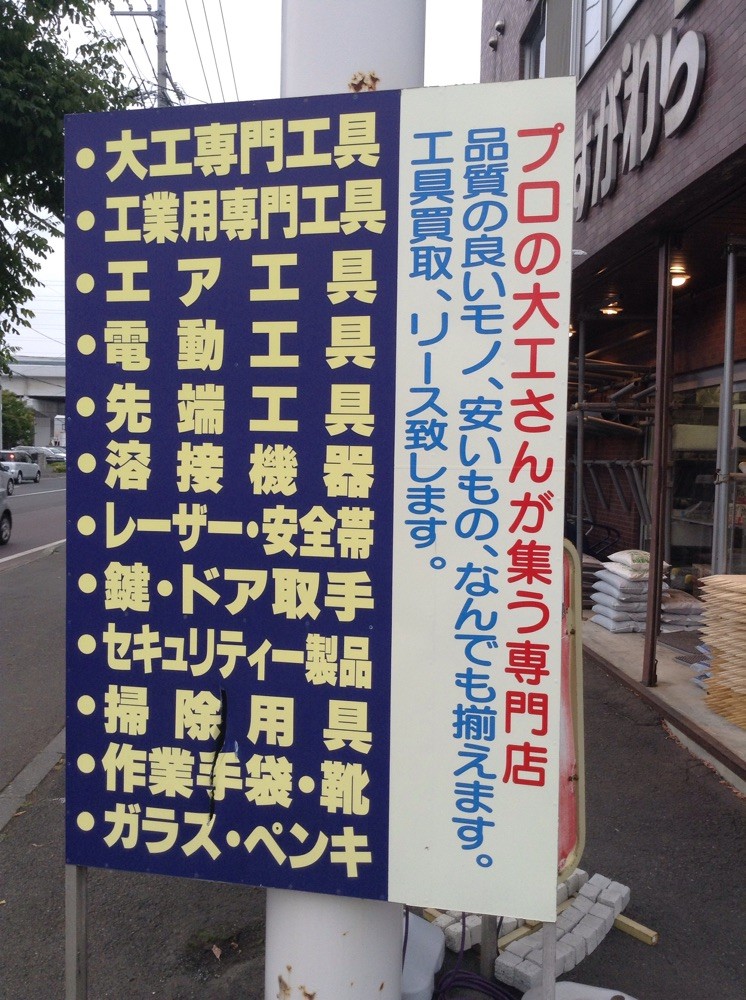 プロの大工さんが集う専門店
品質の良いモノ、安いもの、なんでも揃えます。
工具買取、リース致します。
•大工専門工具
•工業用専門工具
•エア工具
•電動工具
•先端工具
•溶接機器
•レーザー・安全帯
•鍵・ドア取手
•セキュリティー製品
•掃除用具
•作業手袋・靴
•ガラス・ペンキ
すがわら